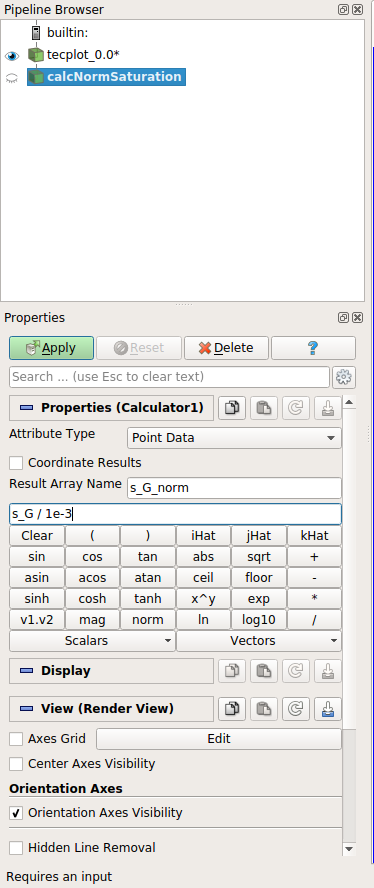 Pipeline Browser
builtin:
tecplot_0.0*
calcNormSaturation
Properties
Apply Reset Delete ?
Search ... (use Esc to clear text)
Properties (Calculator1)
Attribute Type Point Data
Coordinate Results
Result Array Name s_G_norm
s_G / 1e-3
Clear ( ) iHat jHat kHat
sin cos tan abs sqrt +
asin acos atan ceil floor -
sinh cosh tanh x^y exp *
v1.v2 mag norm ln log10 /
Scalars Vectors
Display
View (Render View)
Axes Grid Edit
Center Axes Visibility
Orientation Axes
Orientation Axes Visibility
Hidden Line Removal
Requires an input